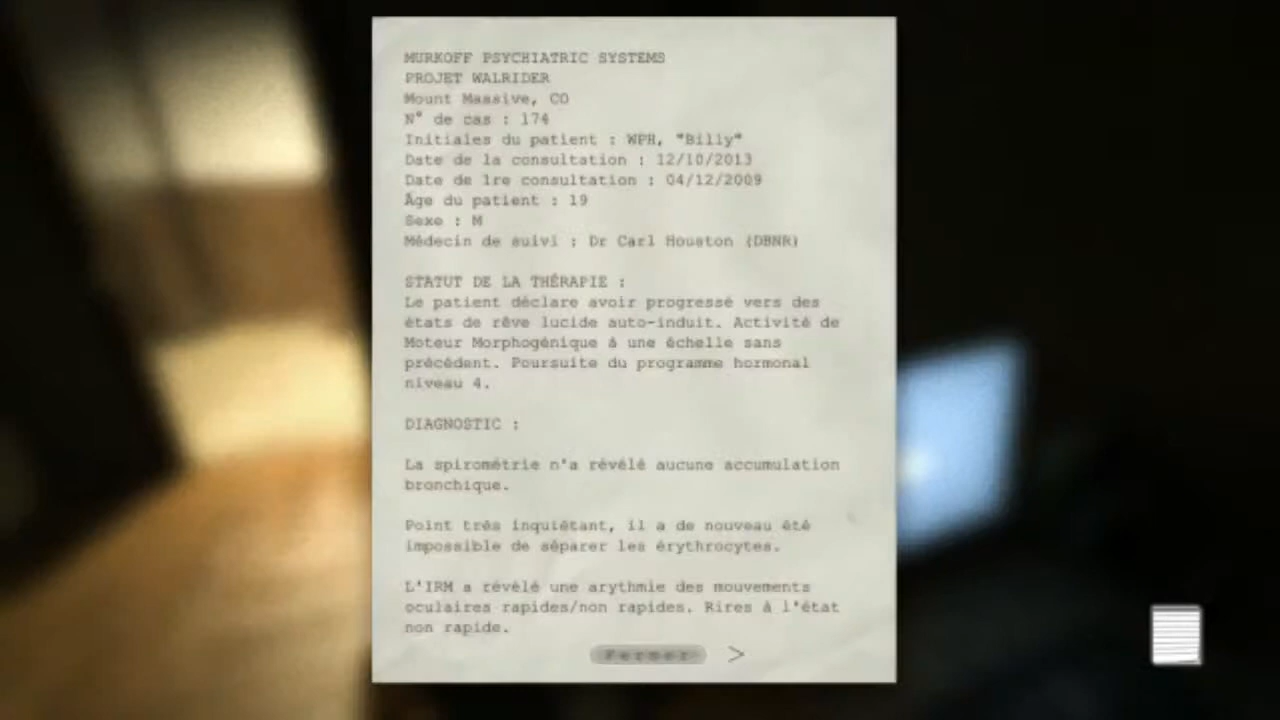 MURKOFF PSYCHIATRIC SYSTEMS
PROJET WALRIDER
Mount Massive, CO
N° de cas : 174
Initiales du patient : WPH, "Billy"
Date de la consultation : 12/10/2013
Date de 1re consultation : 04/12/2009
Âge du patient : 19
Sexe : M
Médecin de suivi : Dr Carl Houston (DBNR)
STATUT DE LA THÉRAPIE :
Le patient déclare avoir progressé vers des
états de rêve lucide auto-induit. Activité de
Moteur Morphogénique à une échelle sans
précédent. Poursuite du programme hormonal
niveau 4.
DIAGNOSTIC :
La spirométrie n'a révélé aucune accumulation
bronchique.
Point très inquiétant, il a de nouveau été
impossible de séparer les érythrocytes.
L'IRM a révélé une arythmie des mouvements
oculaires rapides/non rapides. Rires à l'état
non rapide.
Fermer >